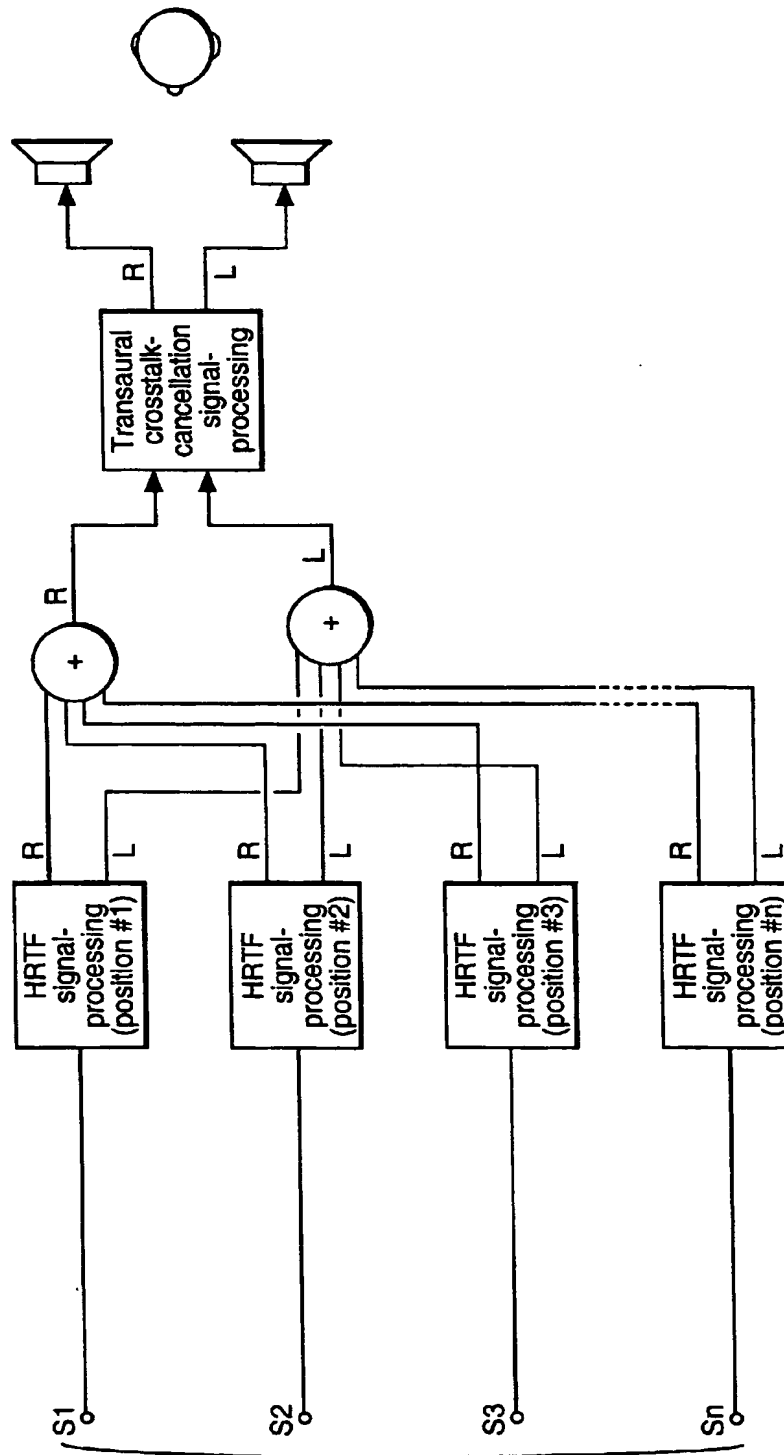 S1
S2
S3
Sn
HRTF
signal-
processing
(position #1)
HRTF
signal-
processing
(position #2)
HRTF
signal-
processing
(position #3)
HRTF
signal-
processing
(position #n)
R
L
R
L
R
L
R
L
+
+
R
L
Transaural
crosstalk-
cancellation
signal-
processing
R
L